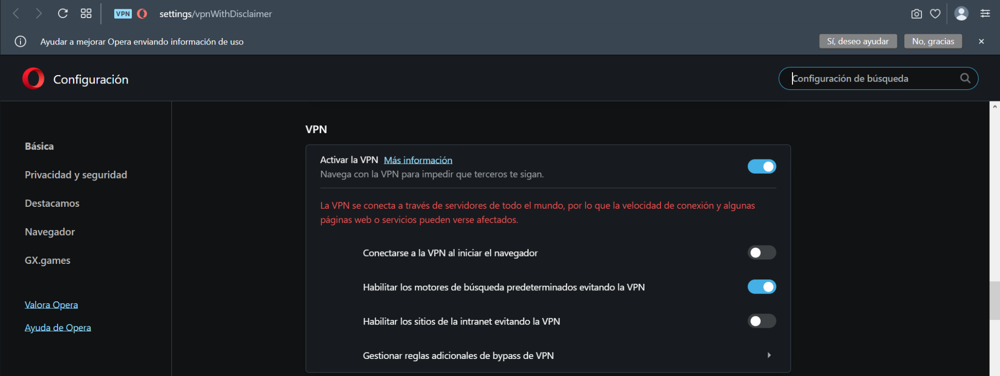 VPN settings/vpnWithDisclaimer
Ayudar a mejorar Opera enviando información de uso Sí, deseo ayudar No, gracias
Configuración Configuración de búsqueda
Básica
Privacidad y seguridad
Destacamos
Navegador
GX.games
Valora Opera
Ayuda de Opera
VPN
Activar la VPN Más información
Navega con la VPN para impedir que terceros te sigan.
La VPN se conecta a través de servidores de todo el mundo, por lo que la velocidad de conexión y algunas
páginas web o servicios pueden verse afectados.
Conectarse a la VPN al iniciar el navegador
Habilitar los motores de búsqueda predeterminados evitando la VPN
Habilitar los sitios de la intranet evitando la VPN
Gestionar reglas adicionales de bypass de VPN